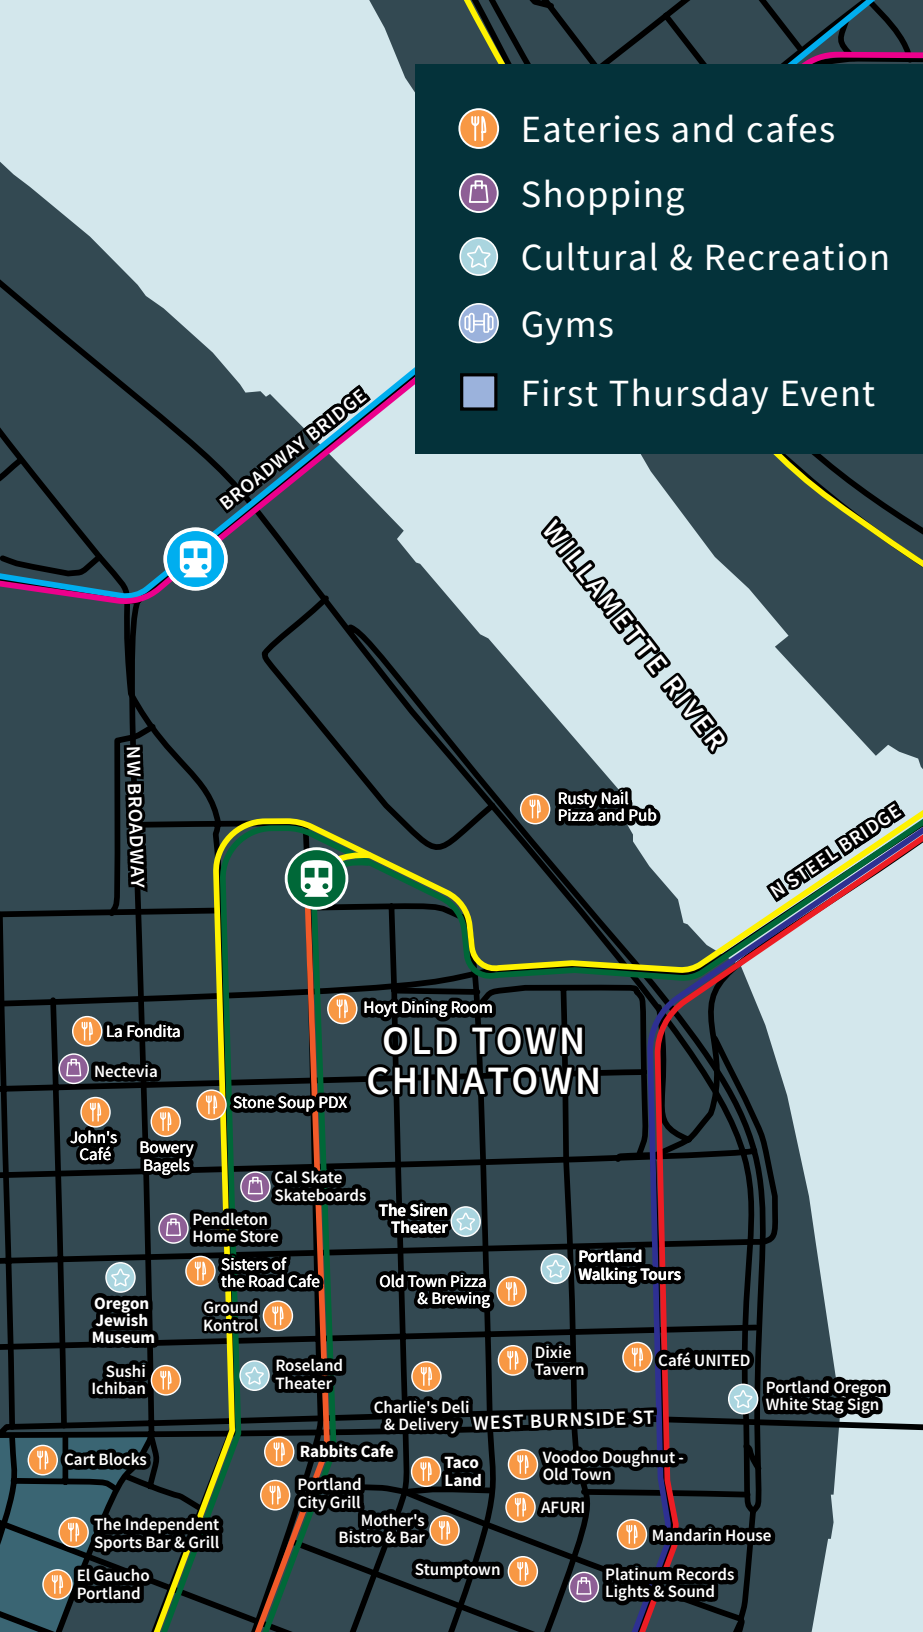 Eateries and cafes
Shopping
Cultural & Recreation
Gyms
First Thursday Event
BROADWAY BRIDGE
WILLAMETTE RIVER
NW BROADWAY
Rusty Nail
Pizza and Pub
N STEEL BRIDGE
Hoyt Dining Room
OLD TOWN
CHINATOWN
La Fondita
Nectevia
Stone Soup PDX
John's
Café
Bowery
Bagels
Cal Skate
Skateboards
The Siren
Theater
Pendleton
Home Store
Portland
Walking Tours
Sisters of
the Road Cafe
Old Town Pizza
& Brewing
Oregon
Jewish
Museum
Ground
Kontrol
Dixie
Tavern
Café UNITED
Sushi
Ichiban
Roseland
Theater
Portland Oregon
White Stag Sign
Charlie's Deli
& Delivery
WEST BURNSIDE ST
Cart Blocks
Rabbits Cafe
Taco
Land
Voodoo Doughnut -
Old Town
Portland
City Grill
AFURI
The Independent
Sports Bar & Grill
Mother's
Bistro & Bar
Mandarin House
El Gaucho
Portland
Stumptown
Platinum Records
Lights & Sound